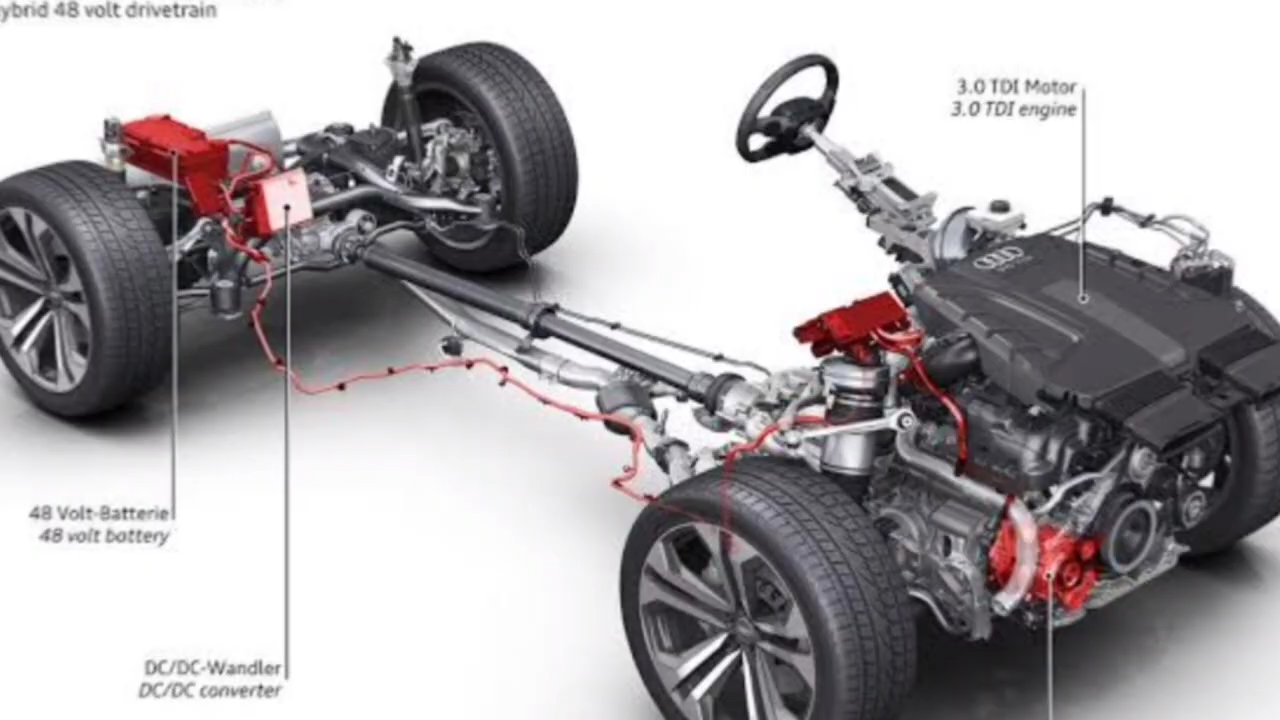 ybrid 48 volt drivetrain
3.0 TDI Motor
3.0 TDI engine
48 Volt-Batterie
48 volt battery
DC/DC-Wandler
DC/DC converter